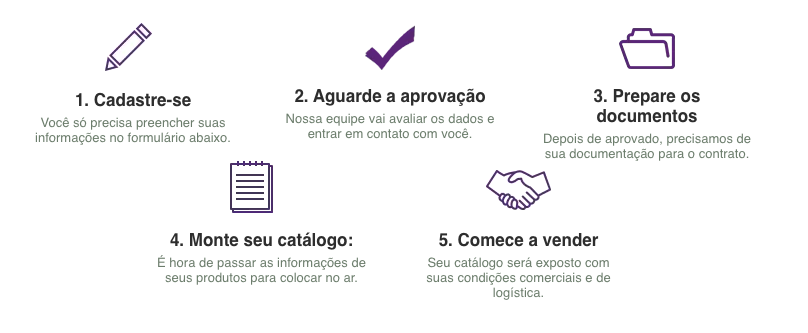 1. Cadastre-se
Você só precisa preencher suas
informações no formulário abaixo.
2. Aguarde a aprovação
Nossa equipe vai avaliar os dados e
entrar em contato com você.
3. Prepare os
documentos
Depois de aprovado, precisamos de
sua documentação para o contrato.
4. Monte seu catálogo:
É hora de passar as informações de
seus produtos para colocar no ar.
5. Comece a vender
Seu catálogo será exposto com
suas condições comerciais e de
logística.